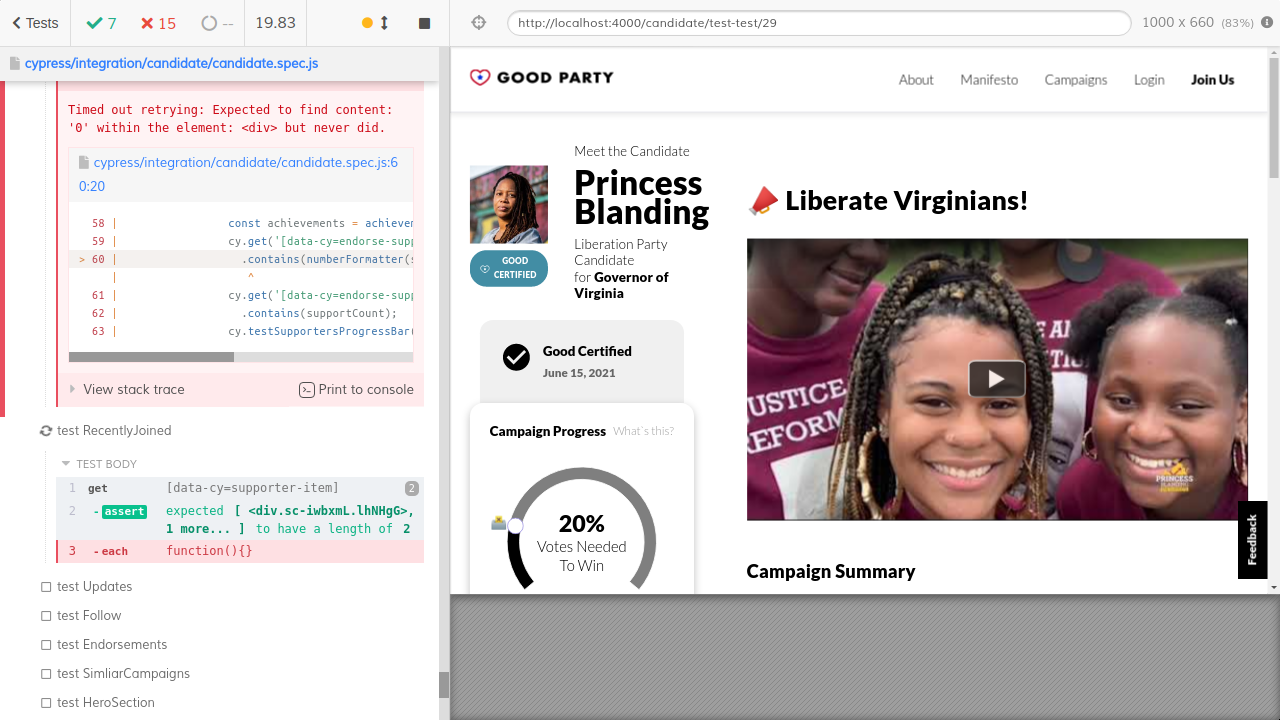 Tests
7
15
--
19.83
http://localhost:4000/candidate/test-test/29
1000 x 660 (83%)
cypress/integration/candidate/candidate.spec.js
Timed out retrying: Expected to find content:
'0' within the element: <div> but never did.
cypress/integration/candidate/candidate.spec.js:6
0:20
58 | const achievements = achieven
59 | cy.get('[data-cy=endorse-supp
> 60 | .contains(numberFormatter(s
| ^
61 | cy.get('[data-cy=endorse-supp
62 | .contains(supportCount);
63 | cy.testSupportersProgressBar(
View stack trace
Print to console
test RecentlyJoined
TEST BODY
1 get [data-cy=supporter-item] 2
2 -assert expected [ <div.sc-iwbxmL.lhNHgG>,
1 more... ] to have a length of 2
3 -each function(){}
test Updates
test Follow
test Endorsements
test SimliarCampaigns
test HeroSection
GOOD PARTY
About
Manifesto
Campaigns
Login
Join Us
Meet the Candidate
Princess
Blanding
Liberation Party
Candidate
for Governor of
Virginia
GOOD
CERTIFIED
Good Certified
June 15, 2021
Campaign Progress What's this?
20%
Votes Needed
To Win
Liberate Virginians!
JUSTICE
REFORM
PRINCESS
BLANDING
Campaign Summary
Feedback